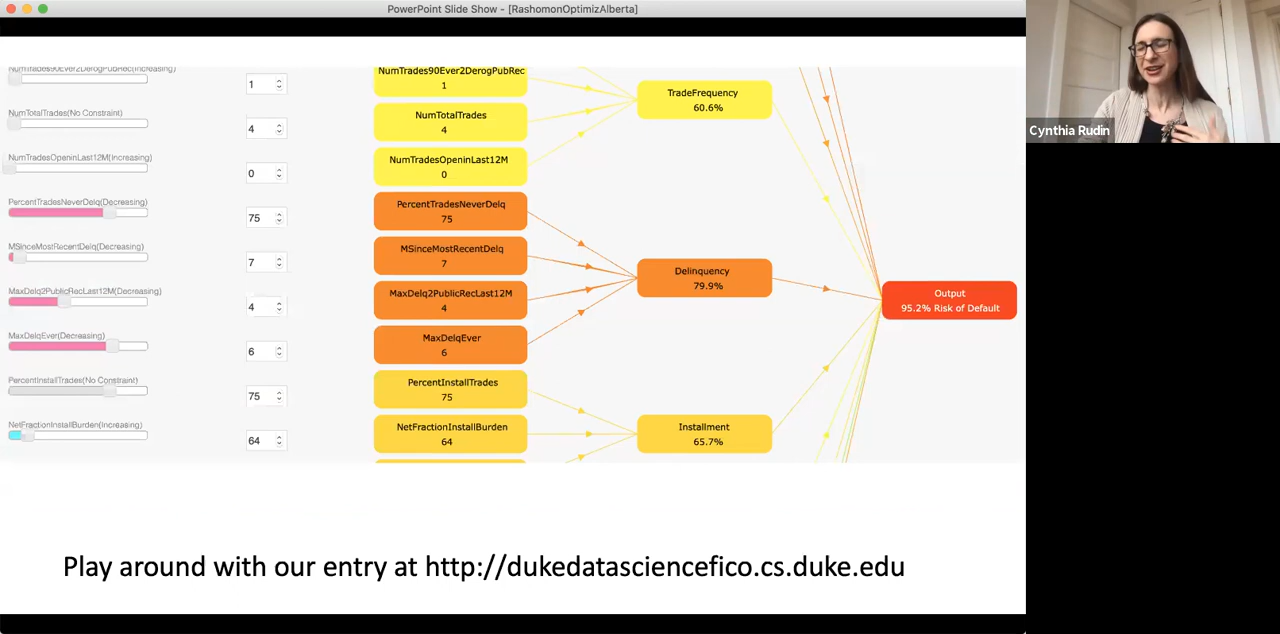 PowerPoint Slide Show - [RashomonOptimizAlberta]
Cynthia Rudin
NumTrades90Ever2DerogPubRec(Increasing)
1
NumTotalTrades(No Constraint)
4
NumTradesOpeninLast12M(Increasing)
0
PercentTradesNeverDelq(Decreasing)
75
MSinceMostRecentDelq(Decreasing)
7
MaxDelq2PublicRecLast12M(Decreasing)
4
MaxDelqEver(Decreasing)
6
PercentInstallTrades(No Constraint)
75
NetFractionInstallBurden(Increasing)
64
NumTrades90Ever2DerogPubRec
1
NumTotalTrades
4
NumTradesOpeninLast12M
0
PercentTradesNeverDelq
75
MSinceMostRecentDelq
7
MaxDelq2PublicRecLast12M
4
MaxDelqEver
6
PercentInstallTrades
75
NetFractionInstallBurden
64
TradeFrequency
60.6%
Delinquency
79.9%
Installment
65.7%
Output
95.2% Risk of Default
Play around with our entry at http://dukedatasciencefico.cs.duke.edu